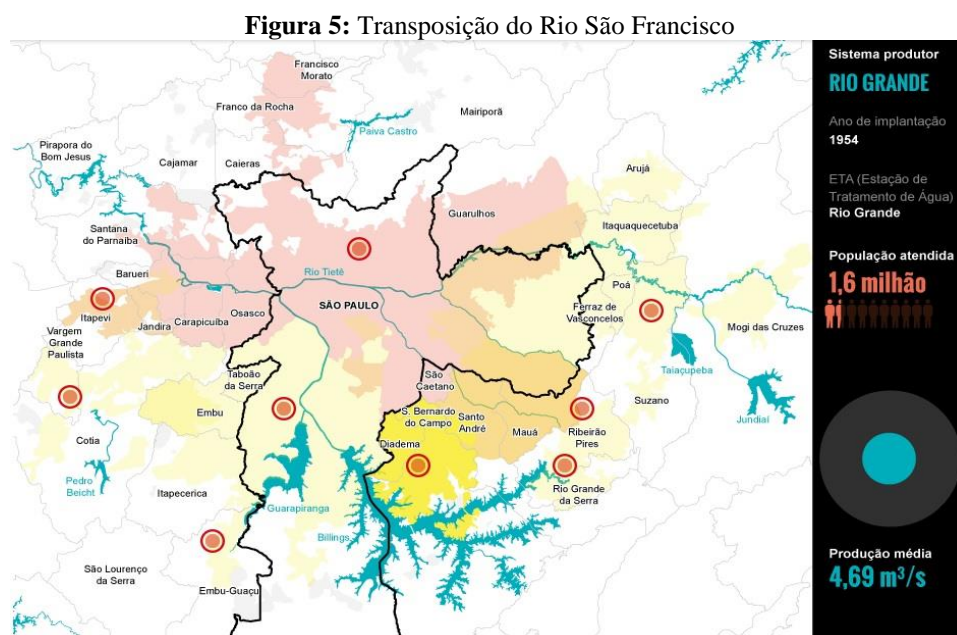 Figura 5: Transposição do Rio São Francisco
Francisco
Morato
Franco da Rocha
Mairiporã
Paiva Castro
Pirapora do
Bom Jesus
Cajamar
Caieras
Arujá
Guarulhos
Itaquaquecetuba
Santana
do Parnaíba
Barueri
Rio Tietê
Poá
SÃO PAULO
Ferraz de
Vasconcelos
Itapevi
Jandira
Carapicuíba
Osasco
Mogi das Cruzes
Vargem
Grande
Paulista
Taboão
da Serra
São
Caetano
Taiaçupeba
Suzano
Embu
S. Bernardo
do Campo
Santo
André
Mauá
Ribeirão
Pires
Jundiaí
Cotia
Diadema
Pedro
Beicht
Itapecerica
Guarapiranga
Rio Grande
da Serra
Billings
São Lourenço
da Serra
Embu-Guaçu
Sistema produtor
RIO GRANDE
Ano de implantação
1954
ETA (Estação de
Tratamento de Água)
Rio Grande
População atendida
1,6 milhão
Produção média
4,69 m³/s